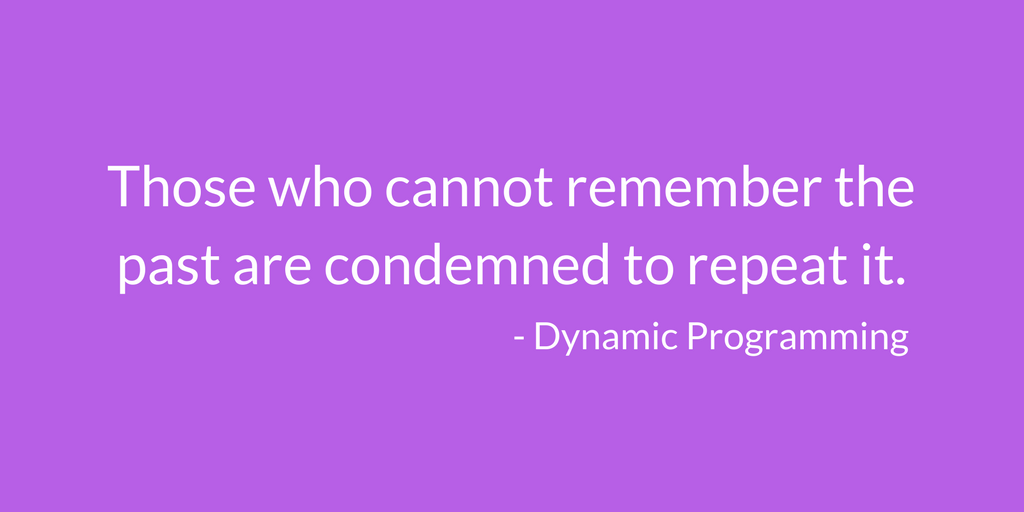 Those who cannot remember the
past are condemned to repeat it.
- Dynamic Programming